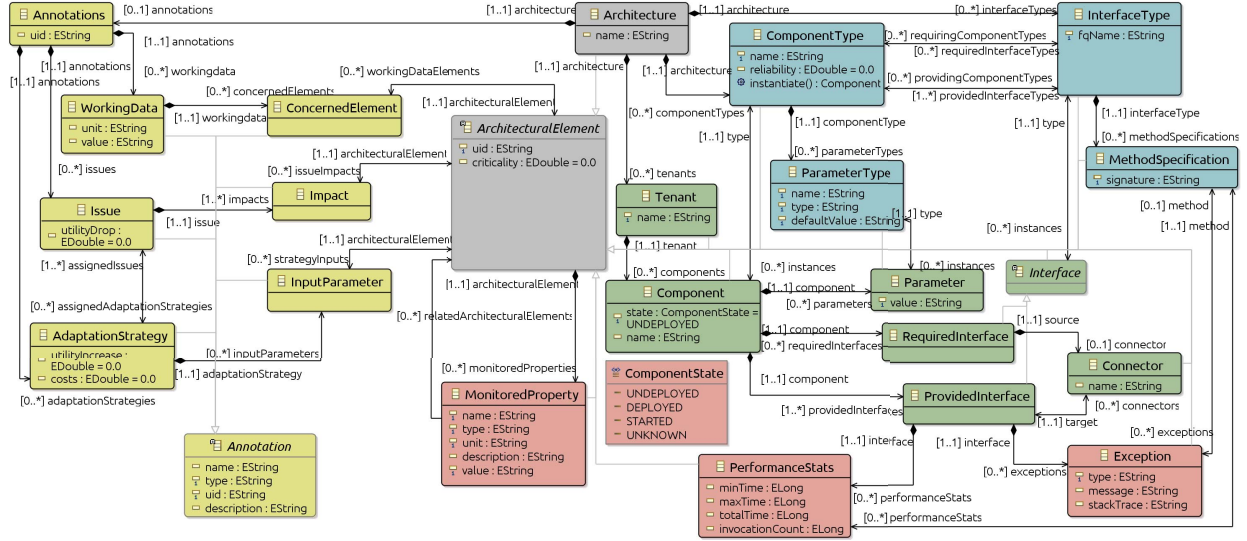 Annotations
uid : EString
[0..1] annotations
[1..1] architecture
Architecture
name : EString
[1..1] architecture
[0..*] interfaceTypes
InterfaceType
fqName : EString
[1..1] annotations
[1..1] annotations
[1..1] annotations
[0..*] workingdata
[0..*] workingDataElements
[1..1] architecture
[1..1] architecture
ComponentType
name : EString
reliability : EDouble = 0.0
instantiate() : Component
[0..*] requiringComponentTypes
[0..*] requiredInterfaceTypes
[0..*] providingComponentTypes
[1..*] providedInterfaceTypes
WorkingData
unit : EString
value : EString
[0..*] concernedElements
[1..1] workingdata
ConcernedElement
[1..1] architecturalElement
ArchitecturalElement
uid : EString
criticality : EDouble = 0.0
[0..*] componentTypes
[1..1] type
[1..1] componentType
[1..1] type
[1..1] interfaceType
[0..*] methodSpecifications
MethodSpecification
signature : EString
[0..*] issues
[1..1] architecturalElement
[0..*] issueImpacts
[0..*] parameterTypes
ParameterType
name : EString
type : EString
defaultValue : EString
[0..*] tenants
Tenant
name : EString
Issue
utilityDrop :
EDouble = 0.0
[1..*] impacts
[1..1] issue
Impact
[1..1] type
[0..1] method
[1..1] method
[0..*] instances
[1..1] architecturalElement
[1..1] tenant
[1..*] assignedIssues
[0..*] strategyInputs
InputParameter
[1..1] architecturalElement
[0..*] components
[0..*] instances
[0..*] instances
Interface
Component
state : ComponentState =
UNDEPLOYED
name : EString
[1..1] component
[0..*] parameters
Parameter
value : EString
[0..*] assignedAdaptationStrategies
[0..*] relatedArchitecturalElements
AdaptationStrategy
utilityIncrease :
EDouble = 0.0
costs : EDouble = 0.0
[0..*] inputParameters
[1..1] adaptationStrategy
[0..*] adaptationStrategies
[1..1] component
[0..*] requiredInterfaces
RequiredInterface
[1..1] source
[0..1] connector
Connector
name : EString
[0..*] monitoredProperties
MonitoredProperty
name : EString
type : EString
unit : EString
description : EString
value : EString
ComponentState
UNDEPLOYED
DEPLOYED
STARTED
UNKNOWN
[1..1] component
[1..*] providedInterfaces
ProvidedInterface
[0..*] connectors
[1..1] target
[1..1] interface
[1..1] interface
[0..*] exceptions
Annotation
name : EString
type : EString
uid : EString
description : EString
PerformanceStats
minTime : ELong
maxTime : ELong
totalTime : ELong
invocationCount : ELong
[0..*] exceptions
Exception
type : EString
message : EString
stackTrace : EString
[0..*] performanceStats
[0..*] performanceStats